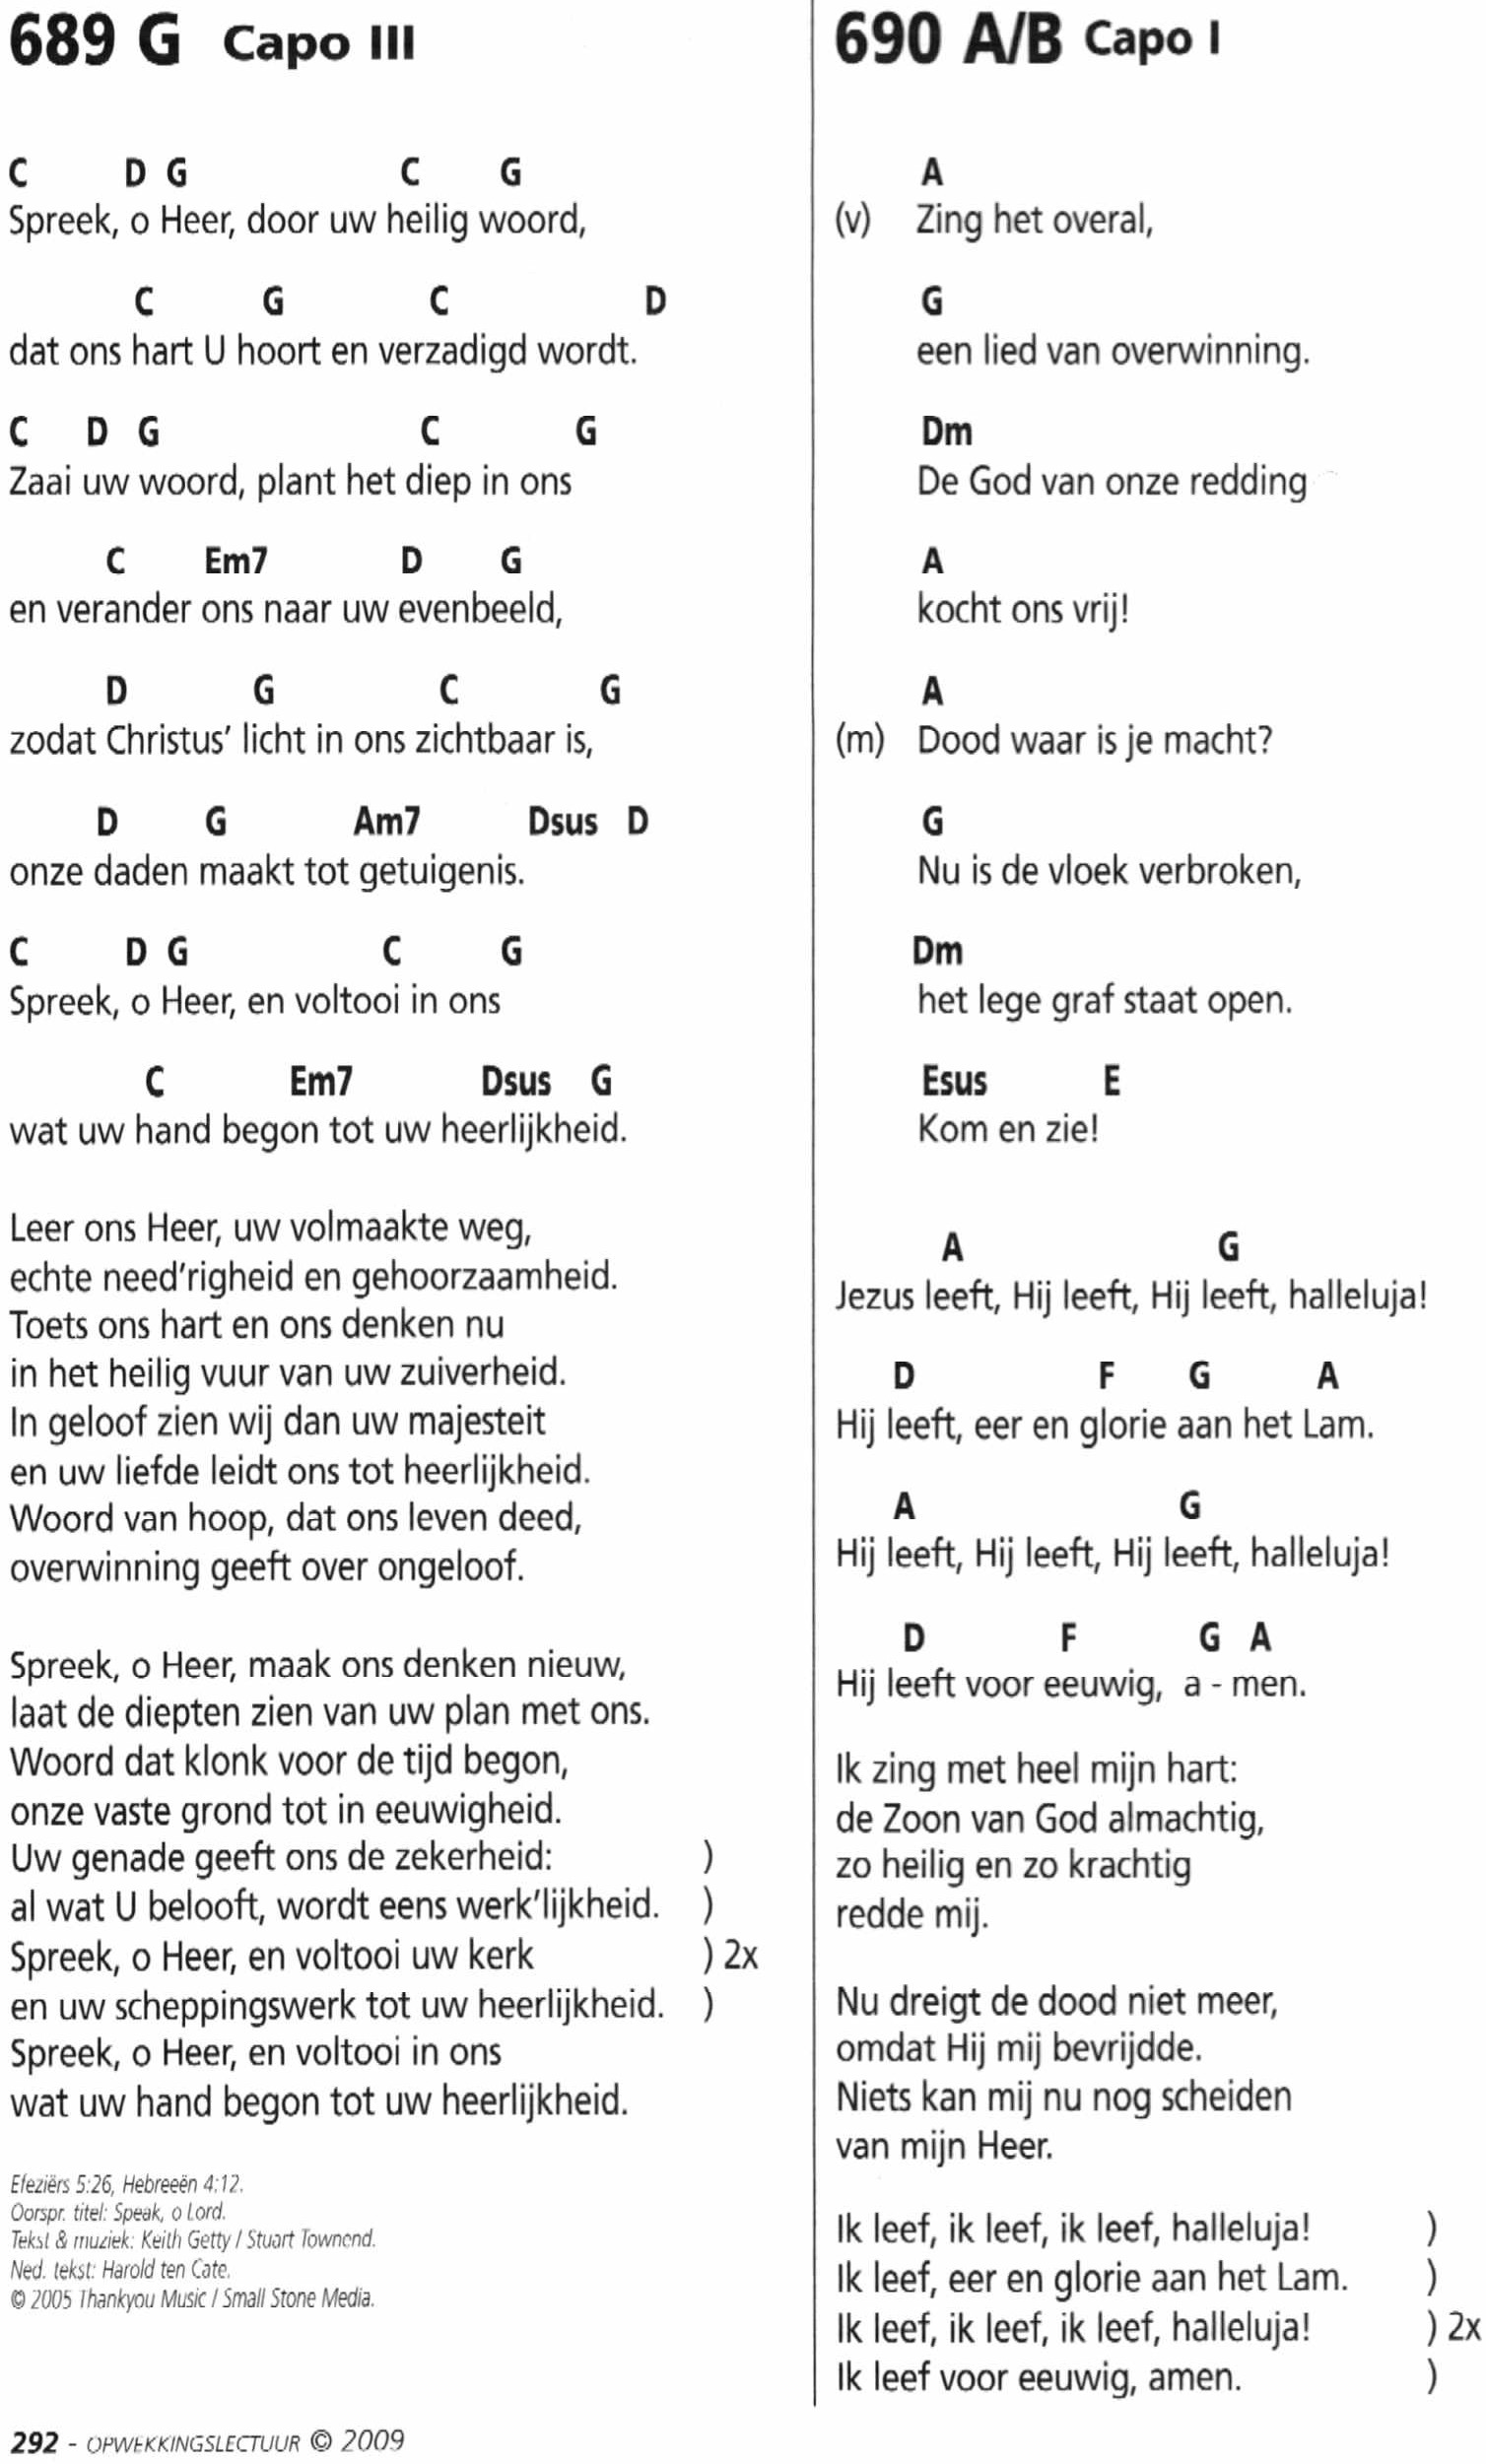 689 G Capo III
C D G C G
Spreek, o Heer, door uw heilig woord,
C G C D
dat ons hart U hoort en verzadigd wordt.
C D G C G
Zaai uw woord, plant het diep in ons
C Em7 D G
en verander ons naar uw evenbeeld,
D G C G
zodat Christus' licht in ons zichtbaar is,
D G Am7 Dsus D
onze daden maakt tot getuigenis.
C D G C G
Spreek, o Heer, en voltooi in ons
C Em7 Dsus G
wat uw hand begon tot uw heerlijkheid.
Leer ons Heer, uw volmaakte weg,
echte need'righeid en gehoorzaamheid.
Toets ons hart en ons denken nu
in het heilig vuur van uw zuiverheid.
In geloof zien wij dan uw majesteit
en uw liefde leidt ons tot heerlijkheid.
Woord van hoop, dat ons leven deed,
overwinning geeft over ongeloof.
Spreek, o Heer, maak ons denken nieuw,
laat de diepten zien van uw plan met ons.
Woord dat klonk voor de tijd begon,
onze vaste grond tot in eeuwigheid.
Uw genade geeft ons de zekerheid: )
al wat U belooft, wordt eens werk'lijkheid. )
Spreek, o Heer, en voltooi uw kerk ) 2x
en uw scheppingswerk tot uw heerlijkheid. )
Spreek, o Heer, en voltooi in ons
wat uw hand begon tot uw heerlijkheid.
Efeziërs 5:26, Hebreeën 4:12.
Oorspr. titel: Speak, o Lord.
Tekst & muziek: Keith Getty / Stuart Townend.
Ned. tekst: Harold ten Cate.
© 2005 Thankyou Music / Small Stone Media.
292 - OPWEKKINGSLECTUUR © 2009
690 A/B Capo I
A
(v) Zing het overal,
G
een lied van overwinning.
Dm
De God van onze redding
A
kocht ons vrij!
A
(m) Dood waar is je macht?
G
Nu is de vloek verbroken,
Dm
het lege graf staat open.
Esus E
Kom en zie!
A G
Jezus leeft, Hij leeft, Hij leeft, halleluja!
D F G A
Hij leeft, eer en glorie aan het Lam.
A G
Hij leeft, Hij leeft, Hij leeft, halleluja!
D F G A
Hij leeft voor eeuwig, a - men.
Ik zing met heel mijn hart:
de Zoon van God almachtig,
zo heilig en zo krachtig
redde mij.
Nu dreigt de dood niet meer,
omdat Hij mij bevrijdde.
Niets kan mij nu nog scheiden
van mijn Heer.
Ik leef, ik leef, ik leef, halleluja! )
Ik leef, eer en glorie aan het Lam. )
Ik leef, ik leef, ik leef, halleluja! ) 2x
Ik leef voor eeuwig, amen. )